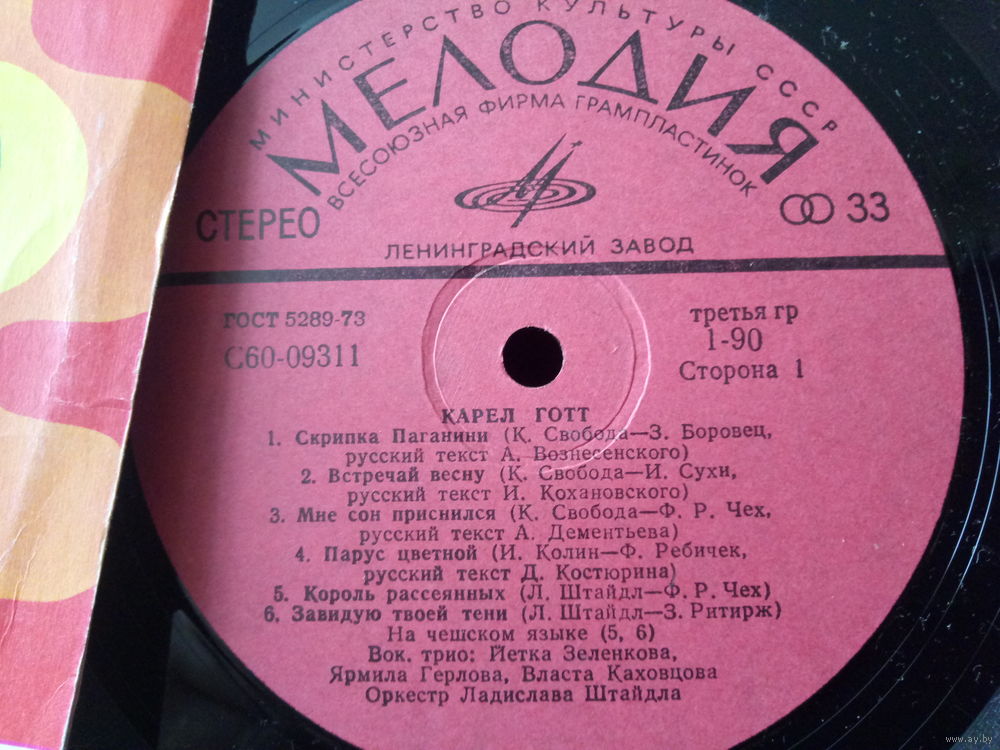 МИНИСТЕРСТВО КУЛЬТУРЫ СССР
МЕЛОДИЯ
ВСЕСОЮЗНАЯ ФИРМА ГРАМПЛАСТИНОК
СТЕРЕО
33
ЛЕНИНГРАДСКИЙ ЗАВОД
ГОСТ 5289-73
третья гр
С60-09311
1-90
Сторона 1
КАРЕЛ ГОТТ
1. Скрипка Паганини (К. Свобода—З. Боровец,
русский текст А. Вознесенского)
2. Встречай весну (К. Свобода—И. Сухи,
русский текст И. Кохановского)
3. Мне сон приснился (К. Свобода—Ф. Р. Чех,
русский текст А. Дементьева)
4. Парус цветной (И. Колин—Ф. Ребичек,
русский текст Д. Костюрина)
5. Король рассеянных (Л. Штайдл—Ф. Р. Чех)
6. Завидую твоей тени (Л. Штайдл—З. Ритирж)
На чешском языке (5, 6)
Вок. трио: Йетка Зеленкова,
Ярмила Герлова, Власта Каховцова
Оркестр Ладислава Штайдла
www.ay.by